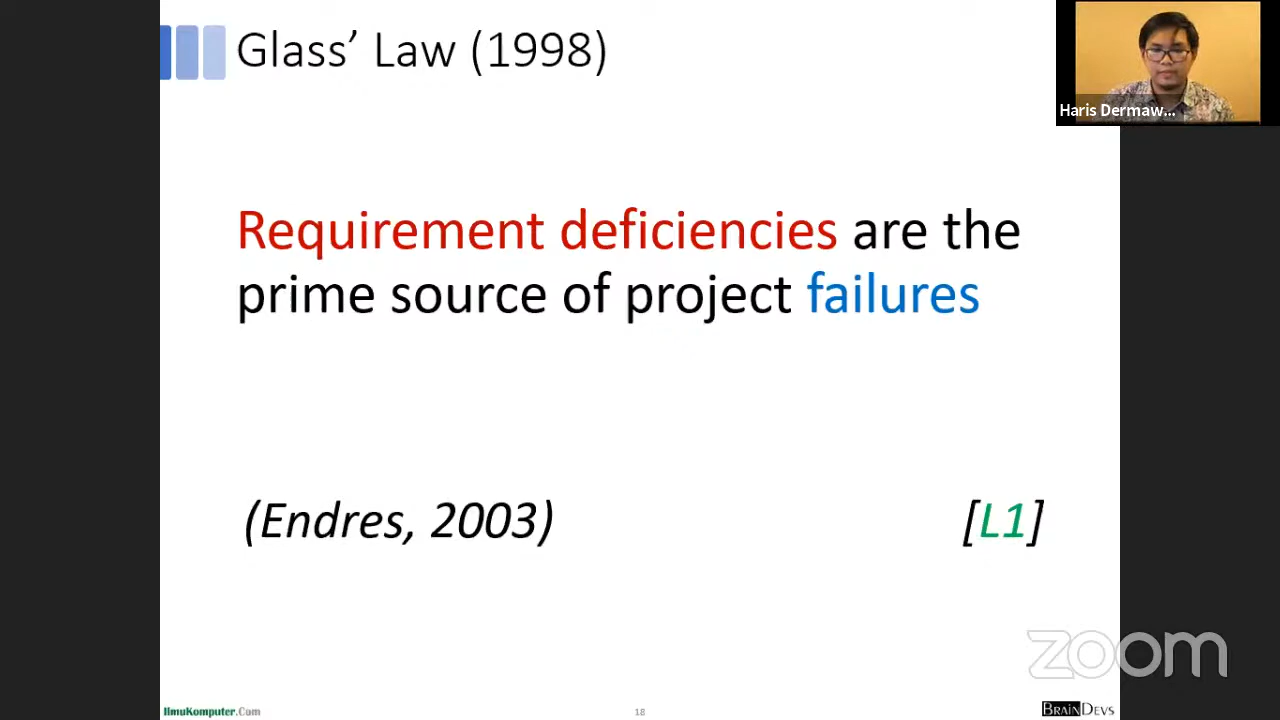 Glass’ Law (1998)
Haris Dermaw...
Requirement deficiencies are the
prime source of project failures
(Endres, 2003)
[L1]
zoom
IlmuKomputer.Com
18
BRAINDEVS